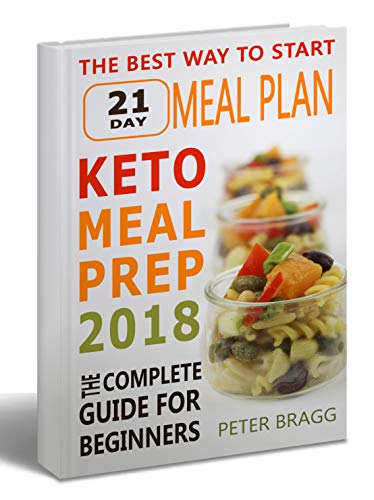 THE BEST WAY TO START
21 DAY MEAL PLAN
KETO
MEAL
PREP
2018
THE COMPLETE
GUIDE FOR
BEGINNERS
PETER BRAGG